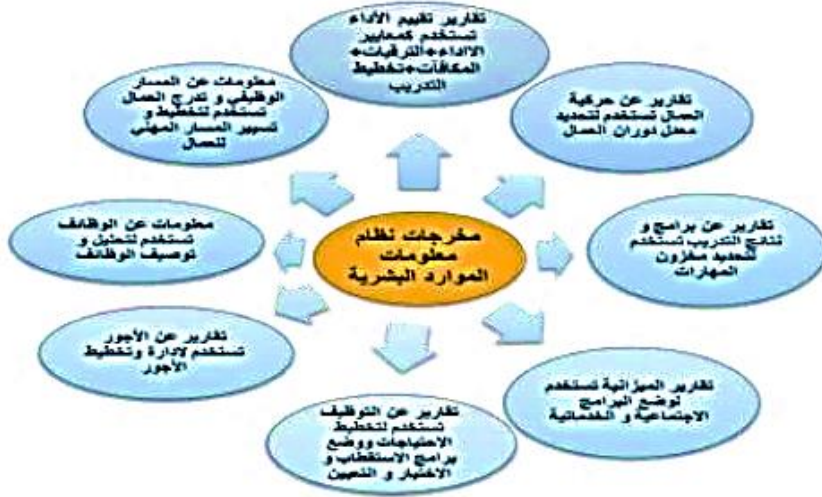 تقارير تقييم الأداء
تستخدم كمعايير
الااداء+الترقيات+
المكافآت+تخطيط
التدريب
تقارير عن حركية
العمال تستخدم لتحديد
معدل دوران العمال
تقارير عن برامج و
نتائج التدريب تستخدم
لتحديد مخزون
المهارات
تقارير الميزانية تستخدم
لوضع البرامج
الاجتماعية و الخدماتية
تقارير عن التوظيف
تستخدم لتخطيط
الاحتياجات ووضع
برامج الاستقطاب و
الاختيار و التعيين
تقارير عن الأجور
تستخدم لادارة وتخطيط
الأجور
معلومات عن الوظائف
تستخدم لتحليل و
توصيف الوظائف
معلومات عن المسار
الوظيفي و تدرج العمال
تستخدم لتخطيط و
تسيير المسار المهني
للعمال
مخرجات نظام
معلومات
الموارد البشرية